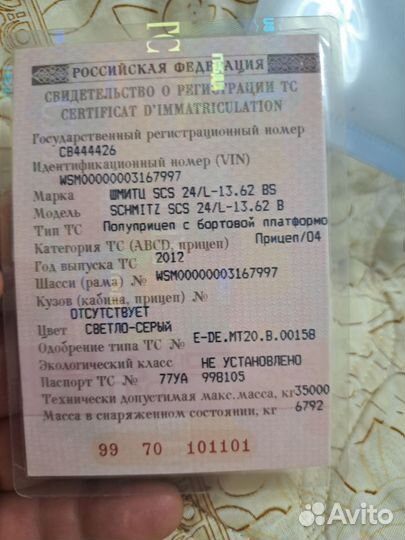 РОССИЙСКАЯ ФЕДЕРАЦИЯ
СВИДЕТЕЛЬСТВО О РЕГИСТРАЦИИ ТС
CERTIFICAT D'IMMATRICULATION
Государственный регистрационный номер
СВ444426
Идентификационный номер (VIN)
WSM00000003167997
Марка ШМИТЦ SCS 24/L-13.62 BS
Модель SCHMITZ SCS 24/L-13.62 B
Тип ТС Полуприцеп с бортовой платформо
Категория ТС (ABCD, прицеп) Прицеп/О4
Год выпуска ТС 2012
Шасси (рама) № WSM00000003167997
Кузов (кабина, прицеп) №
ОТСУТСТВУЕТ
Цвет СВЕТЛО-СЕРЫЙ
Одобрение типа ТС № E-DE.MT20.B.00158
Экологический класс НЕ УСТАНОВЛЕНО
Паспорт ТС № 77УА 998105
Технически допустимая макс. масса, кг 35000
Масса в снаряженном состоянии, кг 6792
99 70 101101
Avito